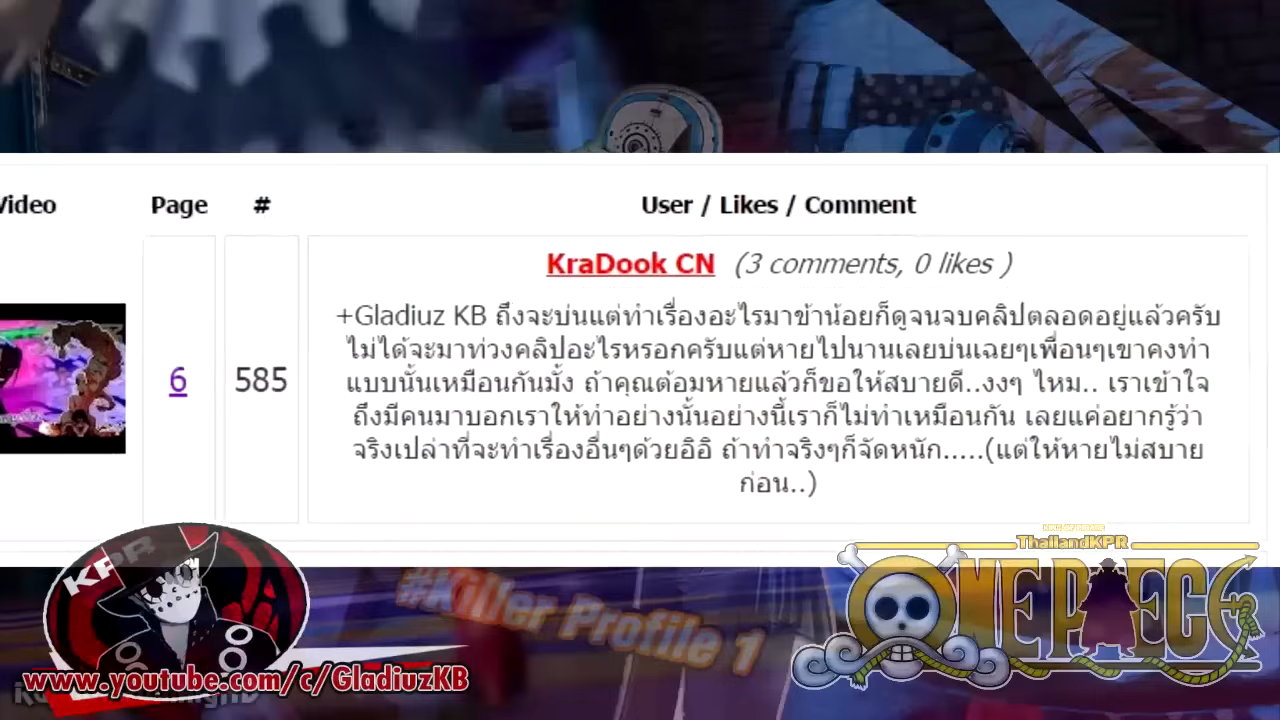 Video Page # User / Likes / Comment
KraDook CN (3 comments, 0 likes )
+Gladiuz KB ถึงจะบ่นแต่ทำเรื่องอะไรมาข้าน้อยก็ดูจนจบคลิปตลอดอยู่แล้วครับ
ไม่ได้จะมาท่วงคลิปอะไรหรอกครับแต่หายไปนานเลยบ่นเฉยๆเพื่อนๆเขาคงทำ
6 585 แบบนั้นเหมือนกันมั้ง ถ้าคุณต้อมหายแล้วก็ขอให้สบายดี..งงๆ ไหม.. เราเข้าใจ
ถึงมีคนมาบอกเราให้ทำอย่างนั้นอย่างนี้เราก็ไม่ทำเหมือนกัน เลยแค่อยากรู้ว่า
จริงเปล่าที่จะทำเรื่องอื่นๆด้วยอิอิ ถ้าทำจริงๆก็จัดหนัก.....(แต่ให้หายไม่สบาย
ก่อน..)
ThailandKPR
ONE PIECE
KPR
#Killer Profile 1
www.youtube.com/c/GladiuzKB